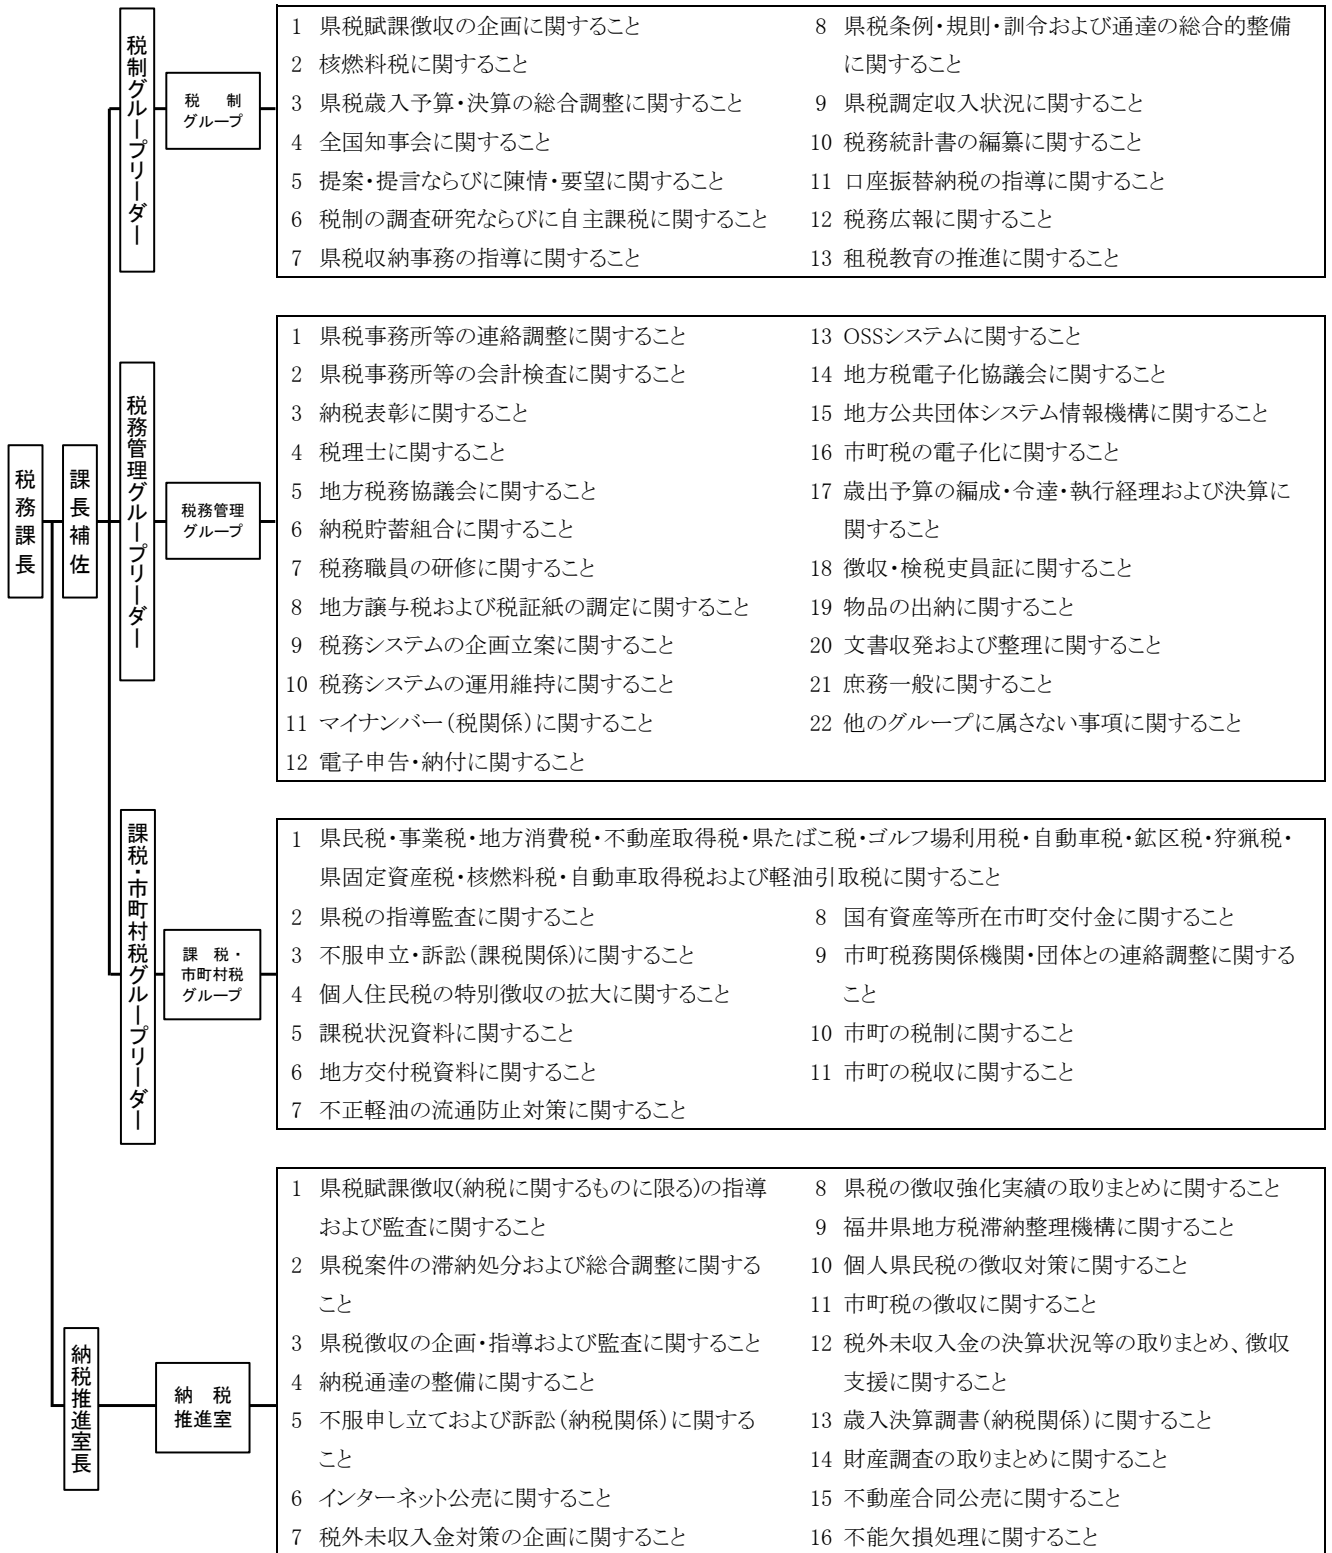 税務課長
課長補佐
税制グループリーダー
税　制
グループ
1 県税賦課徴収の企画に関すること
2 核燃料税に関すること
3 県税歳入予算・決算の総合調整に関すること
4 全国知事会に関すること
5 提案・提言ならびに陳情・要望に関すること
6 税制の調査研究ならびに自主課税に関すること
7 県税収納事務の指導に関すること
8 県税条例・規則・訓令および通達の総合的整備
に関すること
9 県税調定収入状況に関すること
10 税務統計書の編纂に関すること
11 口座振替納税の指導に関すること
12 税務広報に関すること
13 租税教育の推進に関すること
税務管理グループリーダー
税務管理
グループ
1 県税事務所等の連絡調整に関すること
2 県税事務所等の会計検査に関すること
3 納税表彰に関すること
4 税理士に関すること
5 地方税務協議会に関すること
6 納税貯蓄組合に関すること
7 税務職員の研修に関すること
8 地方譲与税および税証紙の調定に関すること
9 税務システムの企画立案に関すること
10 税務システムの運用維持に関すること
11 マイナンバー（税関係）に関すること
12 電子申告・納付に関すること
13 OSSシステムに関すること
14 地方税電子化協議会に関すること
15 地方公共団体システム情報機構に関すること
16 市町税の電子化に関すること
17 歳出予算の編成・令達・執行経理および決算に
関すること
18 徴収・検税吏員証に関すること
19 物品の出納に関すること
20 文書収発および整理に関すること
21 庶務一般に関すること
22 他のグループに属さない事項に関すること
課税・市町村税グループリーダー
課　税・
市町村税
グループ
1 県民税・事業税・地方消費税・不動産取得税・県たばこ税・ゴルフ場利用税・自動車税・鉱区税・狩猟税・
県固定資産税・核燃料税・自動車取得税および軽油引取税に関すること
2 県税の指導監査に関すること
3 不服申立・訴訟(課税関係)に関すること
4 個人住民税の特別徴収の拡大に関すること
5 課税状況資料に関すること
6 地方交付税資料に関すること
7 不正軽油の流通防止対策に関すること
8 国有資産等所在市町交付金に関すること
9 市町税務関係機関・団体との連絡調整に関する
こと
10 市町の税制に関すること
11 市町の税収に関すること
納税推進室長
納　税
推進室
1 県税賦課徴収(納税に関するものに限る)の指導
および監査に関すること
2 県税案件の滞納処分および総合調整に関する
こと
3 県税徴収の企画・指導および監査に関すること
4 納税通達の整備に関すること
5 不服申し立ておよび訴訟（納税関係）に関する
こと
6 インターネット公売に関すること
7 税外未収入金対策の企画に関すること
8 県税の徴収強化実績の取りまとめに関すること
9 福井県地方税滞納整理機構に関すること
10 個人県民税の徴収対策に関すること
11 市町税の徴収に関すること
12 税外未収入金の決算状況等の取りまとめ、徴収
支援に関すること
13 歳入決算調書（納税関係）に関すること
14 財産調査の取りまとめに関すること
15 不動産合同公売に関すること
16 不能欠損処理に関すること